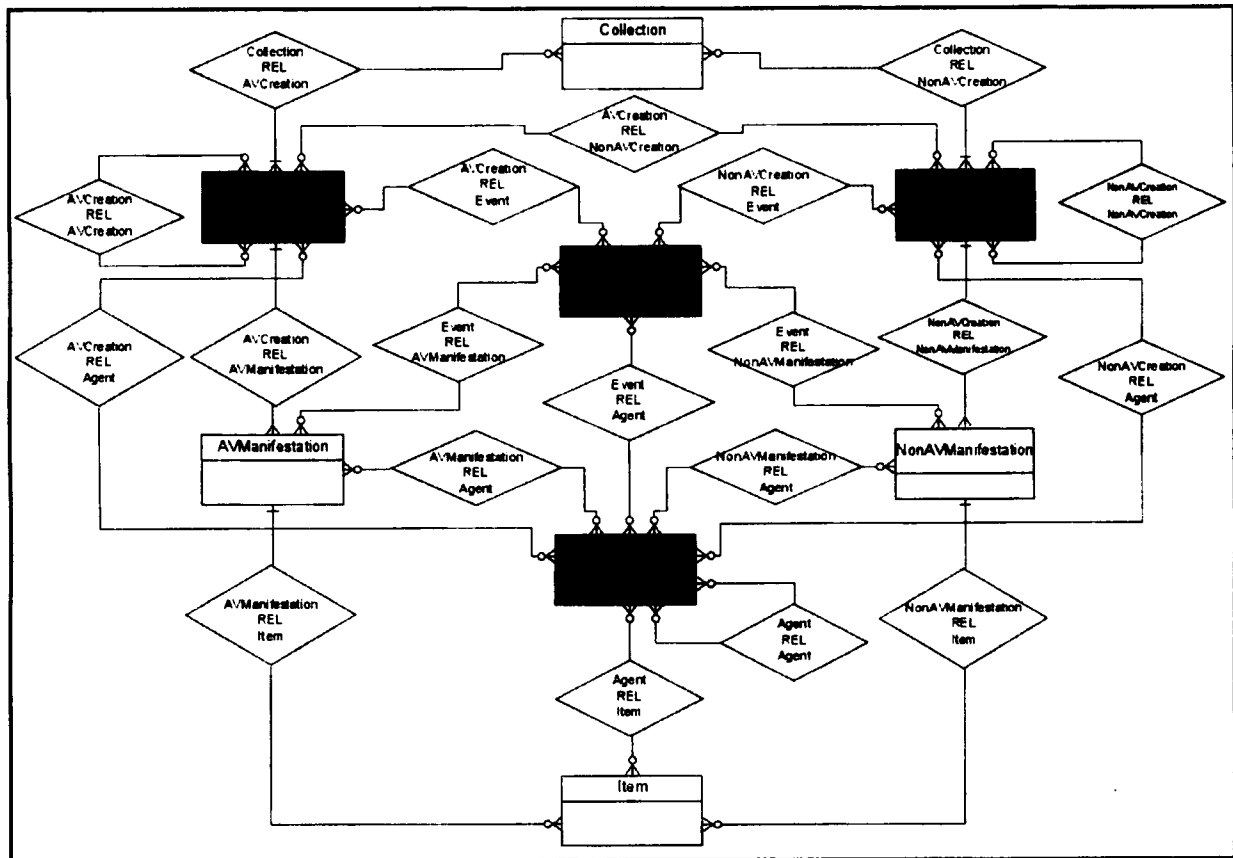 Collection
Collection
REL
AVCreation
Collection
REL
NonAVCreation
AVCreation
REL
NonAVCreation
AVCreation
REL
AVCreation
AVCreation
REL
Event
NonAVCreation
REL
Event
NonAVCreation
REL
NonAVCreation
AVCreation
REL
Agent
AVCreation
REL
AVManifestation
Event
REL
AVManifestation
Event
REL
NonAVManifestation
NonAVCreation
REL
NonAVManifestation
NonAVCreation
REL
Agent
Event
REL
Agent
AVManifestation
NonAVManifestation
AVManifestation
REL
Agent
NonAVManifestation
REL
Agent
AVManifestation
REL
Item
Agent
REL
Agent
NonAVManifestation
REL
Item
Agent
REL
Item
Item